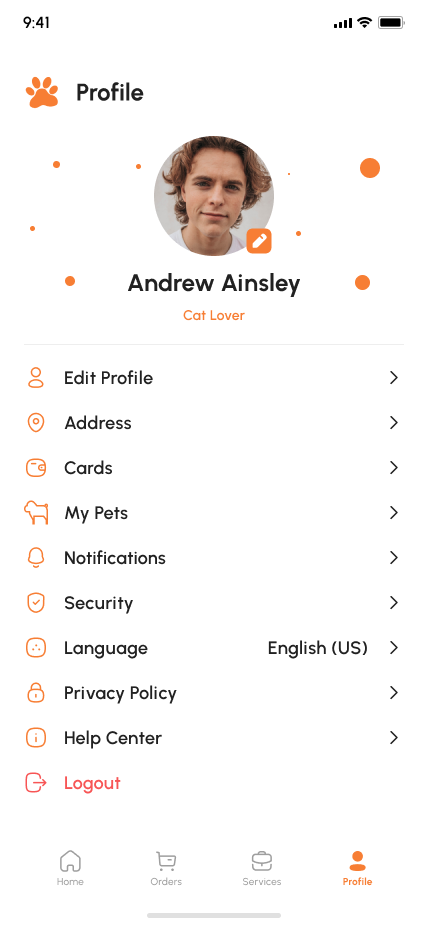 9:41
Profile
Andrew Ainsley
Cat Lover
Edit Profile
Address
Cards
My Pets
Notifications
Security
Language English (US)
Privacy Policy
Help Center
Logout
Home Orders Services Profile